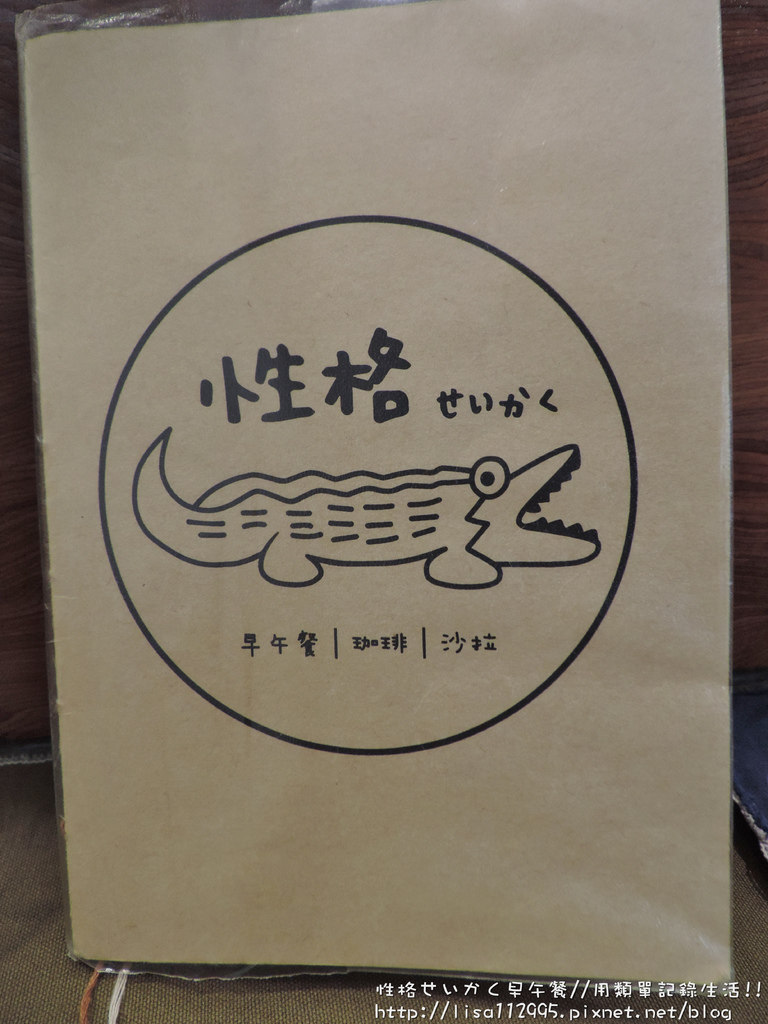 性格 せいかく
早午餐 | 珈琲 | 沙拉
性格せいかく早午餐//用類單記錄生活!!
http://lisa112995.pixnet.net/blog